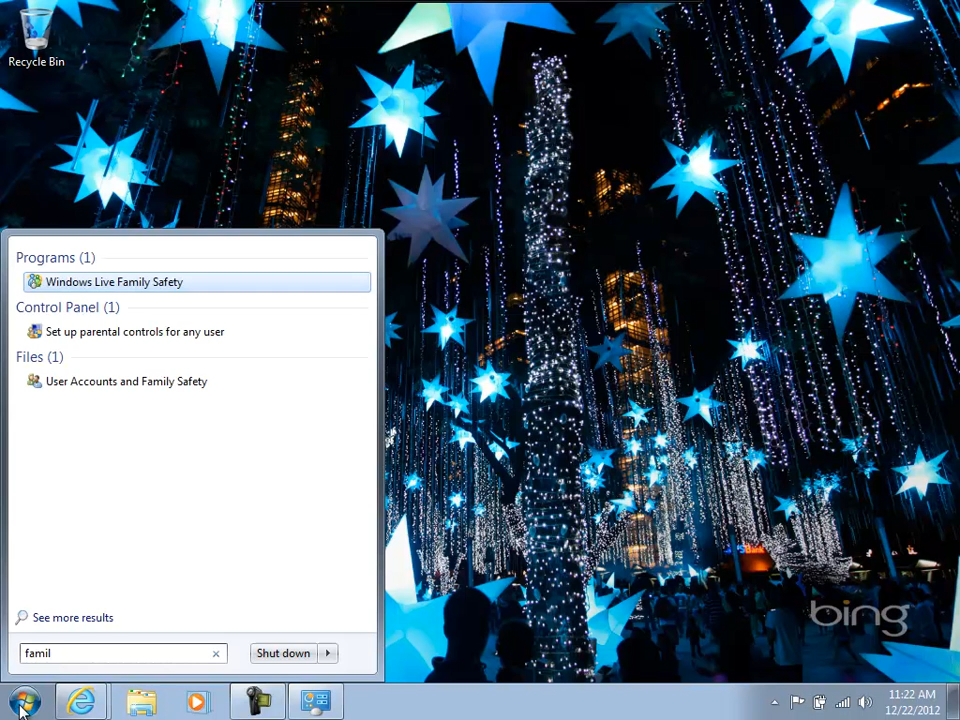 Recycle Bin
Programs (1)
Windows Live Family Safety
Control Panel (1)
Set up parental controls for any user
Files (1)
User Accounts and Family Safety
See more results
famil
Shut down
bing
11:22 AM
12/22/2012